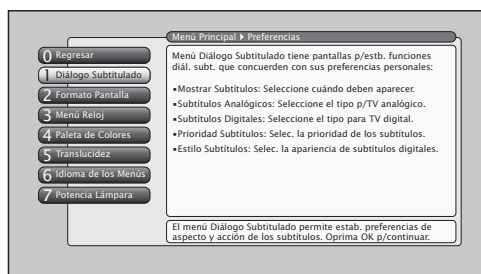 Menú Principal ▸ Preferencias
0 Regresar
1 Diálogo Subtitulado
2 Formato Pantalla
3 Menú Reloj
4 Paleta de Colores
5 Translucidez
6 Idioma de los Menús
7 Potencia Lámpara
Menú Diálogo Subtitulado tiene pantallas p/estb. funciones
diál. subt. que concuerden con sus preferencias personales:
▪Mostrar Subtítulos: Seleccione cuándo deben aparecer.
▪Subtítulos Analógicos: Seleccione el tipo p/TV analógico.
▪Subtítulos Digitales: Seleccione el tipo para TV digital.
▪Prioridad Subtítulos: Selec. la prioridad de los subtítulos.
▪Estilo Subtítulos: Selec. la apariencia de subtítulos digitales.
El menú Diálogo Subtitulado permite estab. preferencias de
aspecto y acción de los subtítulos. Oprima OK p/continuar.